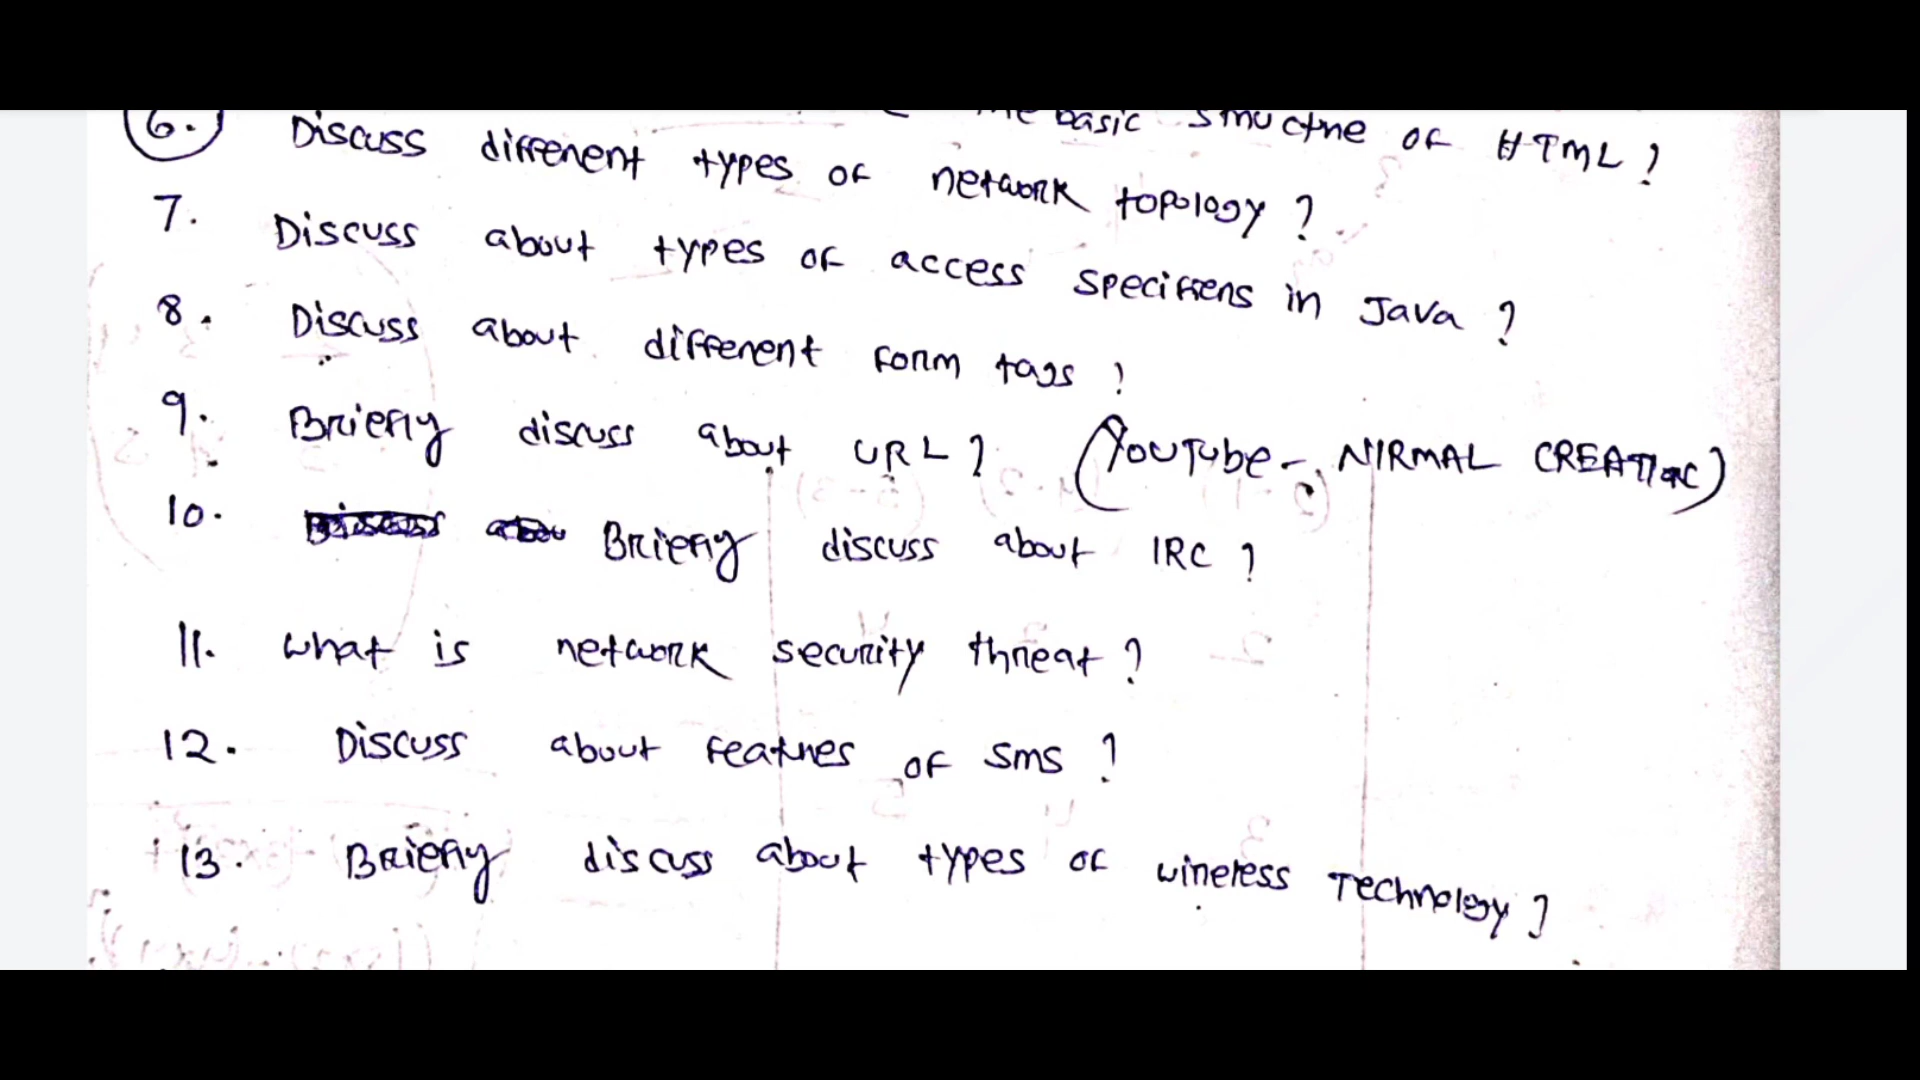 the basic structure of HTML?
6. Discuss different types of network topology?
7. Discuss about types of access specifiers in Java?
8. Discuss about different form tags?
9. Briefly discuss about URL? (YouTube - NIRMAL
10. Briefly discuss about IRC?
11. what is network security threat?
12. Discuss about features of sms?
13. Briefly discuss about types of wireless Technology?